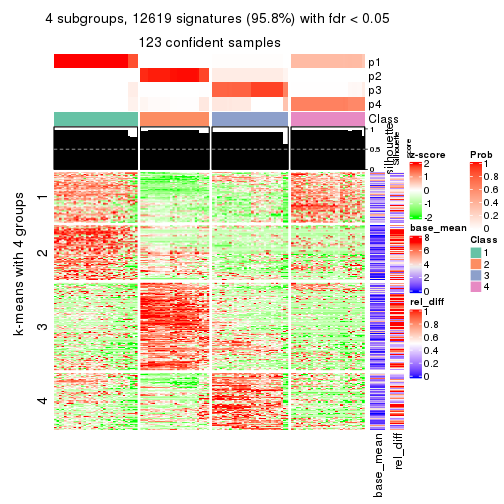 4 subgroups, 12619 signatures (95.8%) with fdr < 0.05
123 confident samples
p1
p2
p3
p4
Class
1
0.5
0
silhouette
Silhouette
score
k-means with 4 groups
1
2
3
4
base_mean
rel_diff
z-score
2
1
0
-1
-2
base_mean
8
6
4
2
0
rel_diff
1
0.8
0.6
0.4
0.2
0
Prob
1
0.8
0.6
0.4
0.2
0
Class
1
2
3
4